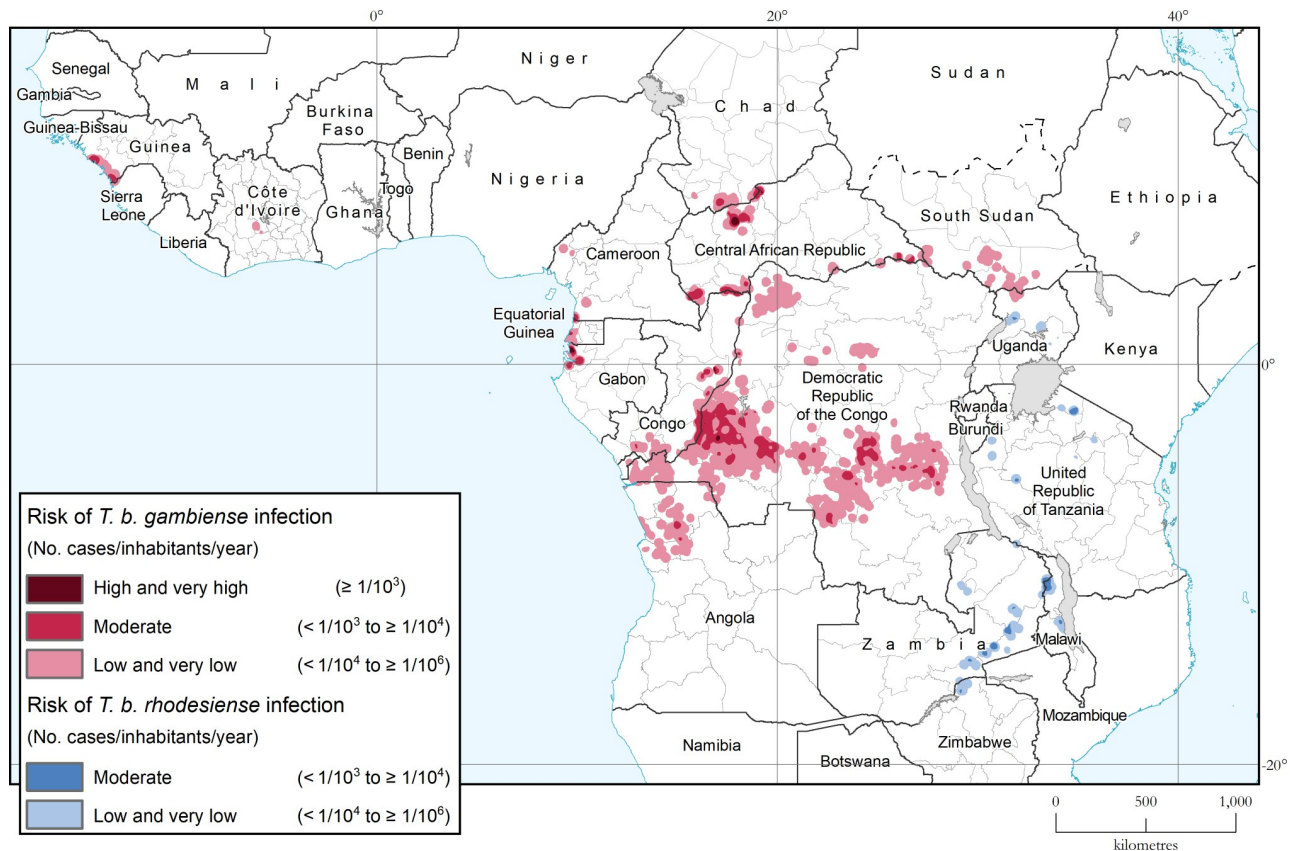 0°
20°
40°
Senegal
Gambia
Guinea-Bissau
Guinea
Sierra
Leone
Liberia
Mali
Burkina
Faso
Côte
d'Ivoire
Ghana
Togo
Benin
Niger
Nigeria
Chad
Sudan
South Sudan
Ethiopia
Central African Republic
Cameroon
Equatorial
Guinea
Gabon
Congo
Democratic
Republic
of the Congo
Uganda
Kenya
0°
Rwanda
Burundi
United
Republic
of Tanzania
Angola
Zambia
Malawi
Mozambique
Zimbabwe
Namibia
Botswana
-20°
Risk of T. b. gambiense infection
(No. cases/inhabitants/year)
High and very high (≥ 1/10³)
Moderate (< 1/10³ to ≥ 1/10⁴)
Low and very low (< 1/10⁴ to ≥ 1/10⁶)
Risk of T. b. rhodesiense infection
(No. cases/inhabitants/year)
Moderate (< 1/10³ to ≥ 1/10⁴)
Low and very low (< 1/10⁴ to ≥ 1/10⁶)
0 500 1,000
kilometres